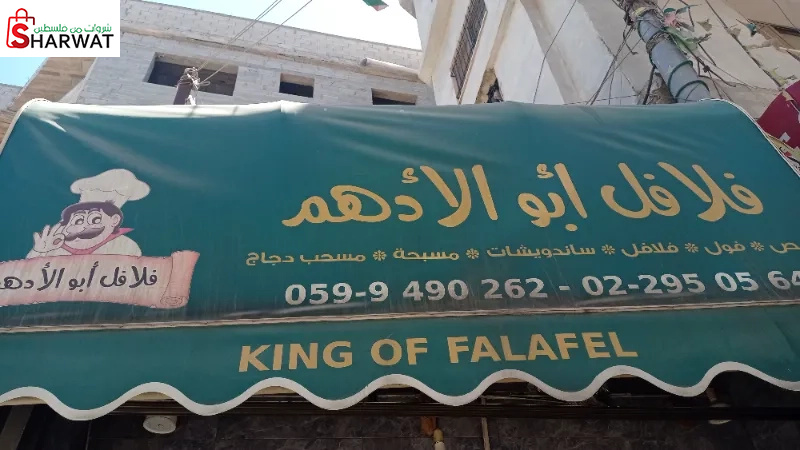 شروات من فلسطين
SHARWAT
فلافل أبو الأدهم
فول * فلافل * ساندويشات * مسبحة * مسحب دجاج
فلافل أبو الأدهم
059-9 490 262 - 02-295 05 64
KING OF FALAFEL